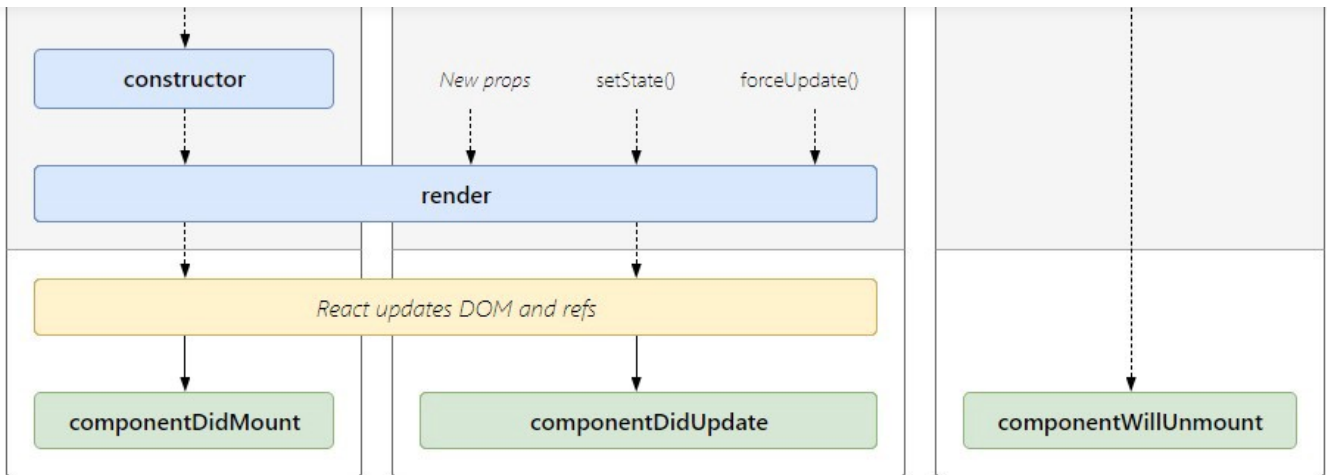 constructor
New props
setState()
forceUpdate()
render
React updates DOM and refs
componentDidMount
componentDidUpdate
componentWillUnmount